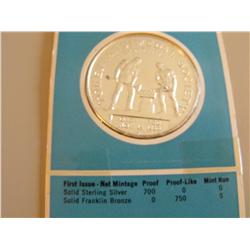 SOCIETY
First Issue - Net Mintage Proof Proof-Like Mint Run
Solid Sterling Silver 700 0 0
Solid Franklin Bronze 0 750 0